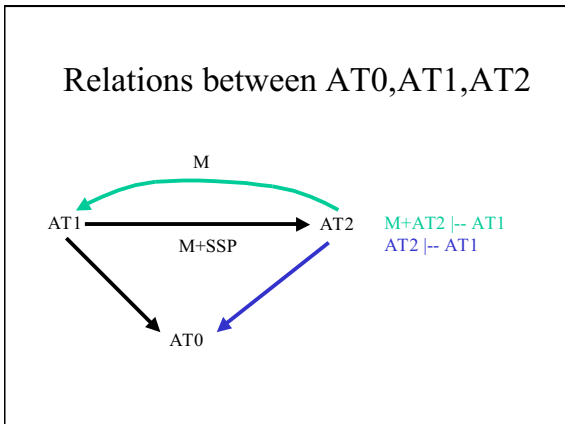 Relations between AT0,AT1,AT2
M
AT1
AT2
M+AT2 |-- AT1
M+SSP
AT2 |-- AT1
AT0